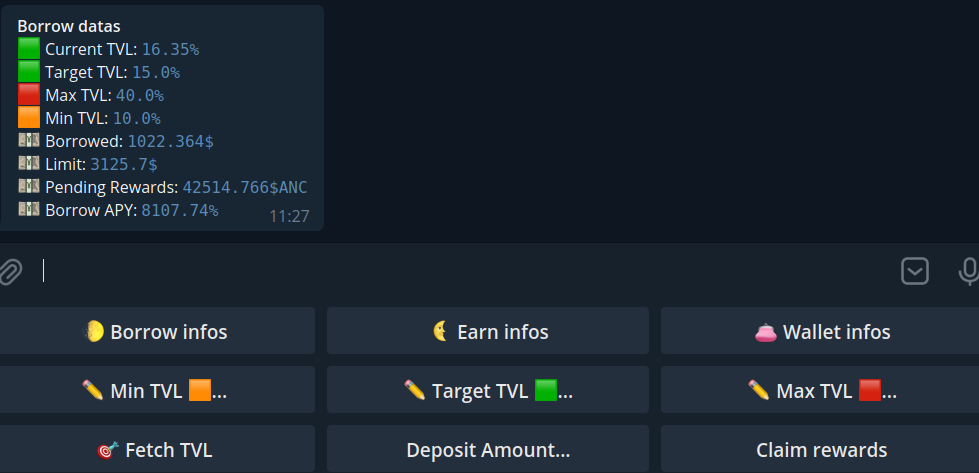 Borrow datas
Current TVL: 16.35%
Target TVL: 15.0%
Max TVL: 40.0%
Min TVL: 10.0%
Borrowed: 1022.364$
Limit: 3125.7$
Pending Rewards: 42514.766$ANC
Borrow APY: 8107.74%
11:27
Borrow infos
Earn infos
Wallet infos
Min TVL ...
Target TVL ...
Max TVL ...
Fetch TVL
Deposit Amount...
Claim rewards